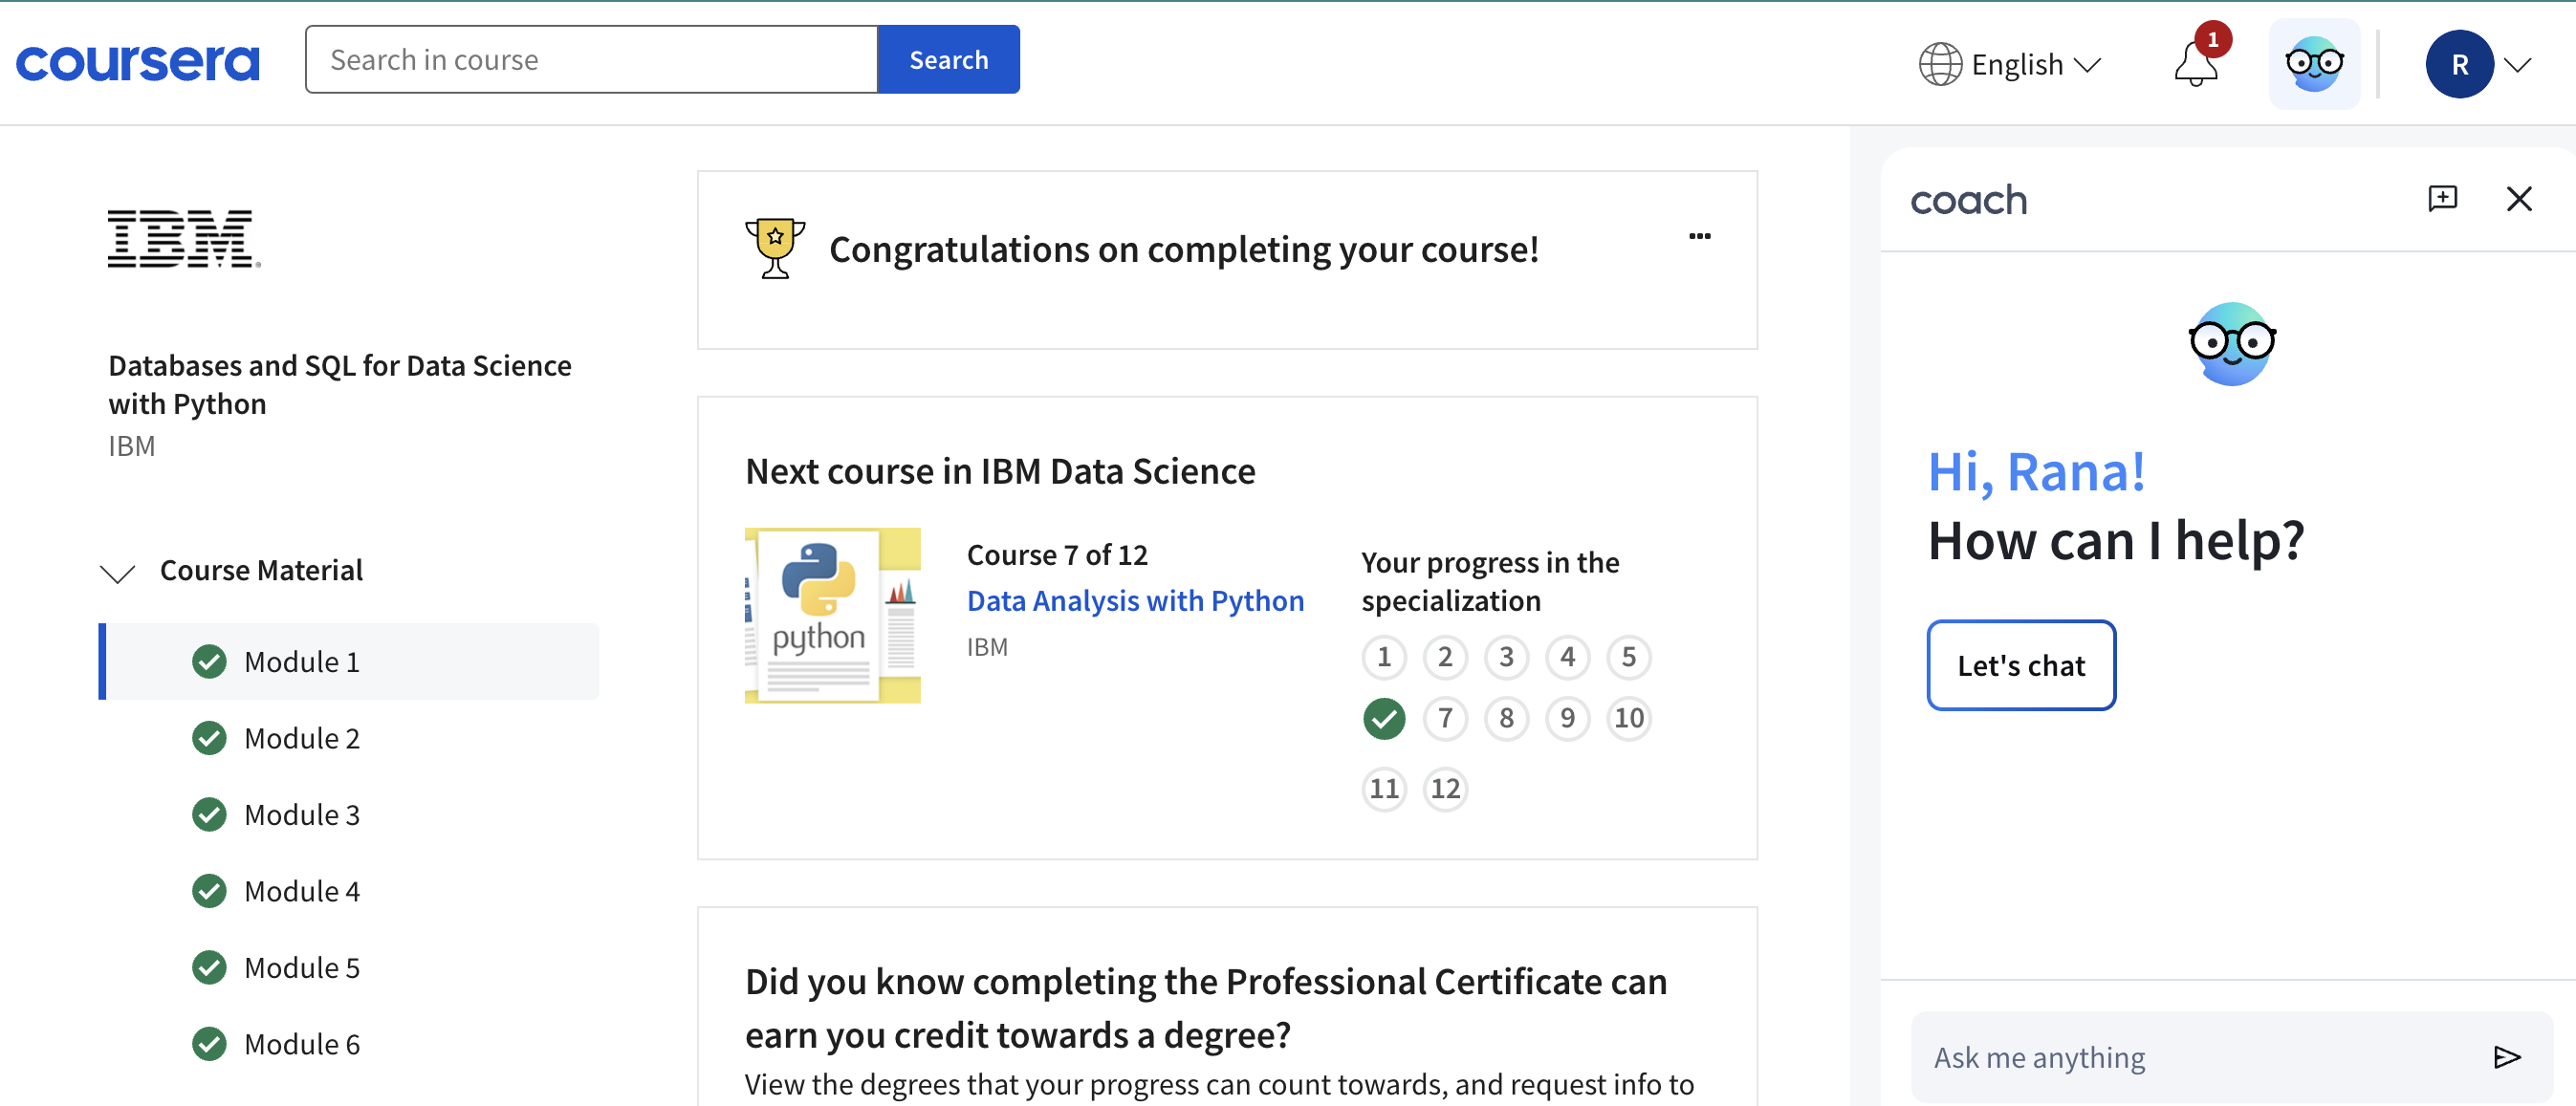 coursera
Search in course
Search
English
1
R
IBM
Databases and SQL for Data Science
with Python
IBM
Course Material
Module 1
Module 2
Module 3
Module 4
Module 5
Module 6
Congratulations on completing your course!
Next course in IBM Data Science
python
Course 7 of 12
Data Analysis with Python
IBM
Your progress in the
specialization
1 2 3 4 5
7 8 9 10
11 12
Did you know completing the Professional Certificate can
earn you credit towards a degree?
View the degrees that your progress can count towards, and request info to
coach
Hi, Rana!
How can I help?
Let's chat
Ask me anything